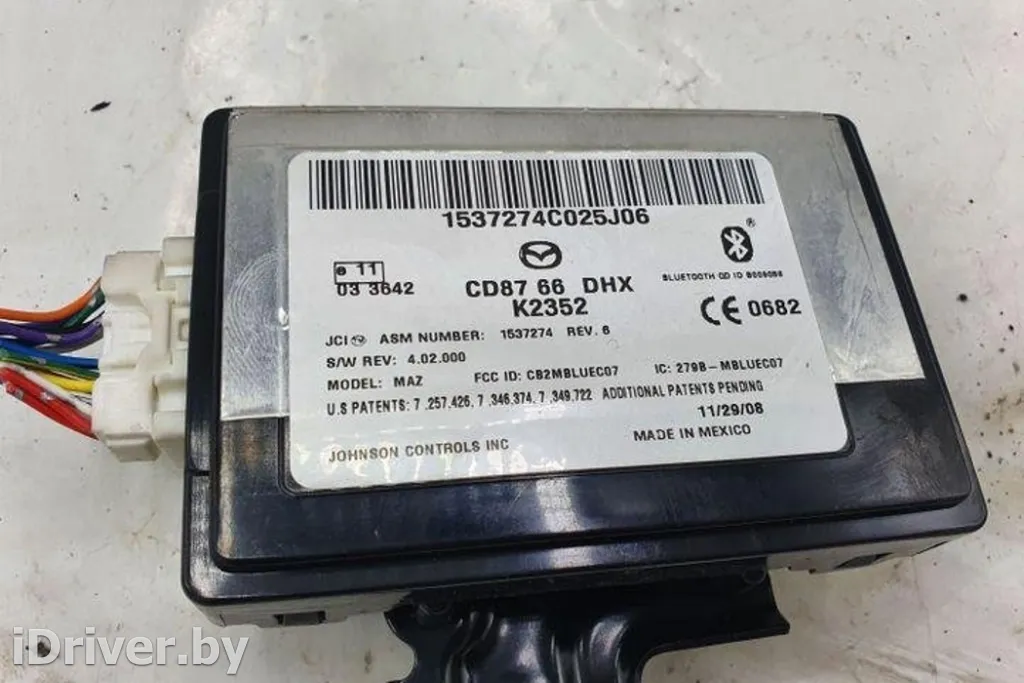 1537274C025J06
®
e 11
03 3642
CD87 66 DHX
K2352
BLUETOOTH QD ID
CE 0682
JCI ASM NUMBER: 1537274 REV. 6
S/W REV: 4.02.000
MODEL: MAZ FCC ID: CB2MBLUEC07 IC: 279B-MBLUEC07
U.S PATENTS: 7,257,426, 7,346,374, 7,349,722 ADDITIONAL PATENTS PENDING
11/29/08
JOHNSON CONTROLS INC MADE IN MEXICO
iDriver.by